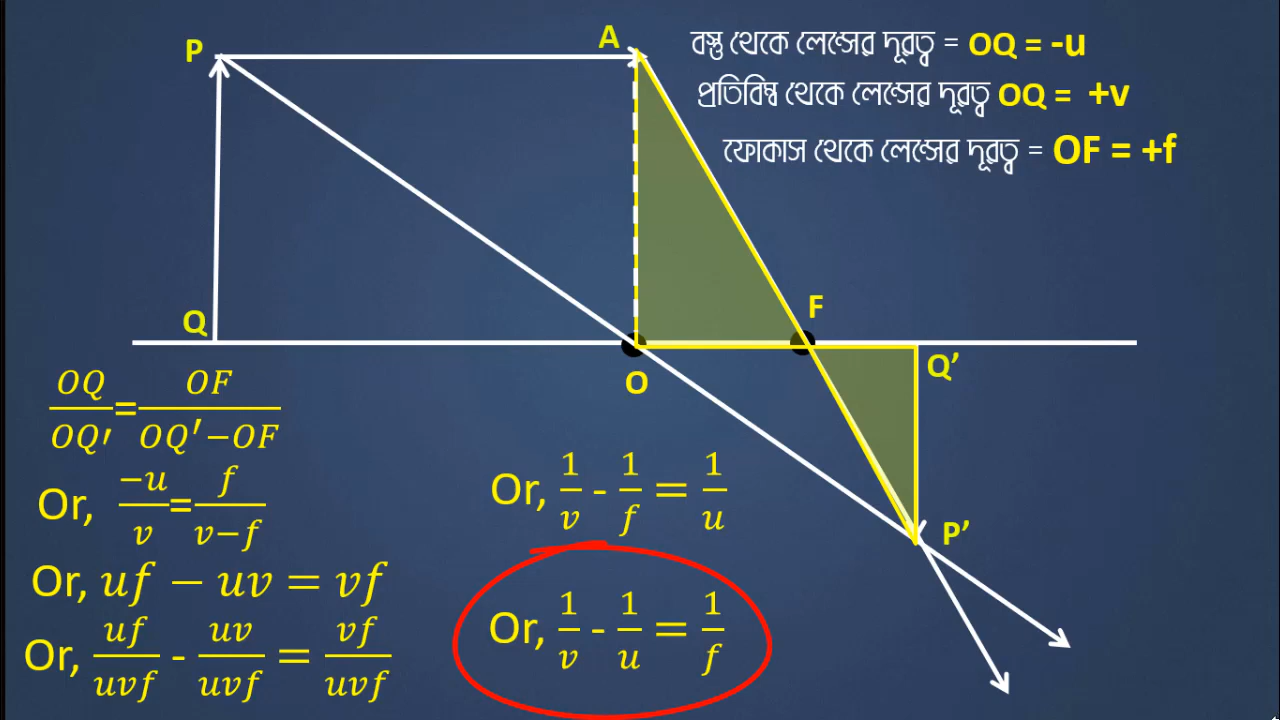 P
A
বস্তু থেকে লেন্সের দূরত্ব = OQ = -u
প্রতিবিম্ব থেকে লেন্সের দূরত্ব OQ = +v
ফোকাস থেকে লেন্সের দূরত্ব = OF = +f
F
Q
O
Q’
P’
OQ/OQ′=OF/OQ′−OF
Or, −u/v=f/v−f
Or, uf − uv = vf
Or, uf/uvf - uv/uvf = vf/uvf
Or, 1/v - 1/f = 1/u
Or, 1/v - 1/u = 1/f